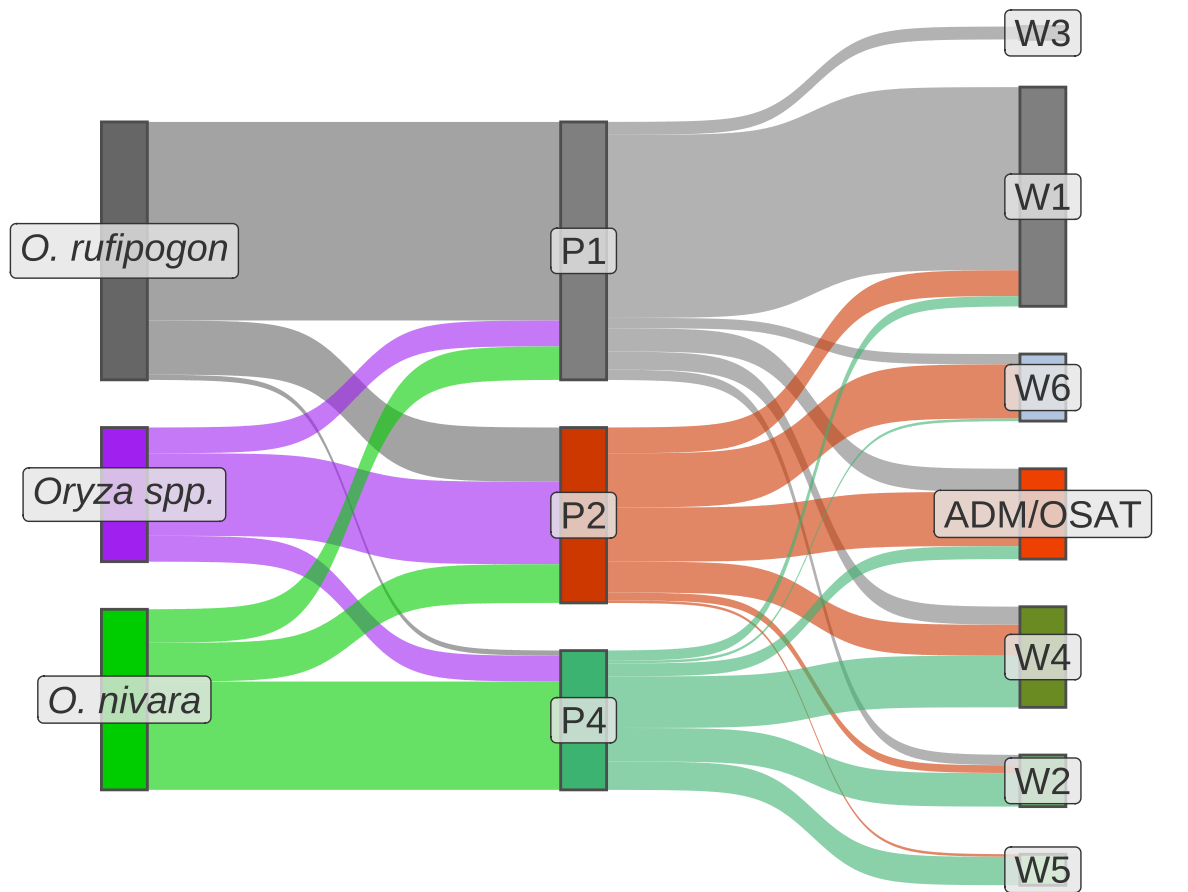 O. rufipogon
Oryza spp.
O. nivara
P1
P2
P4
W3
W1
W6
ADM/OSAT
W4
W2
W5